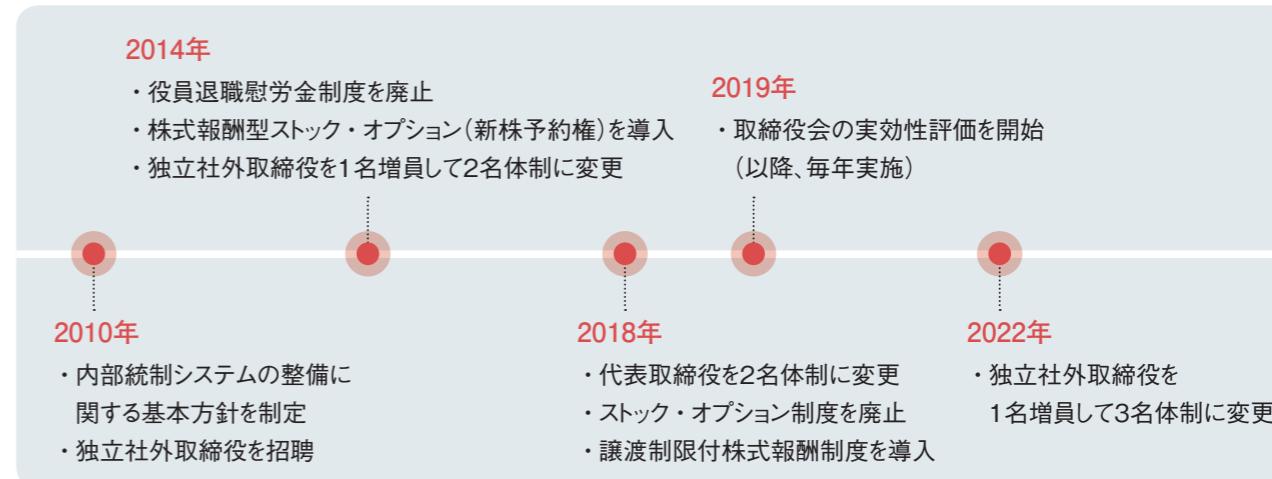 2014年
・役員退職慰労金制度を廃止
・株式報酬型ストック・オプション（新株予約権）を導入
・独立社外取締役を1名増員して2名体制に変更
2019年
・取締役会の実効性評価を開始
（以降、毎年実施）
2010年
・内部統制システムの整備に
関する基本方針を制定
・独立社外取締役を招聘
2018年
・代表取締役を2名体制に変更
・ストック・オプション制度を廃止
・譲渡制限付株式報酬制度を導入
2022年
・独立社外取締役を
1名増員して3名体制に変更